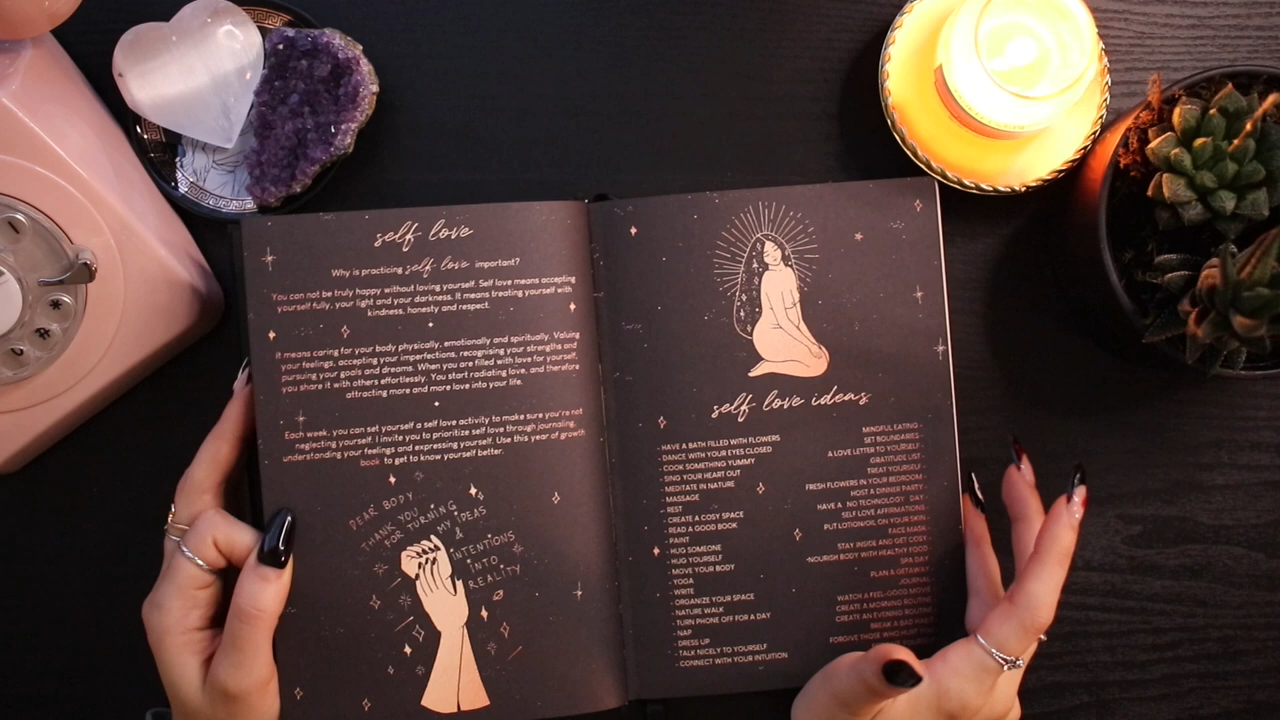 self love
Why is practicing self love important?
You can not be truly happy without loving yourself. Self love means accepting
yourself fully, your light and your darkness. It means treating yourself with
kindness, honesty and respect.
It means caring for your body physically, emotionally and spiritually. Valuing
your feelings, accepting your imperfections, recognising your strengths and
pursuing your goals and dreams. When you are filled with love for yourself,
you share it with others effortlessly. You start radiating love, and therefore
attracting more and more love into your life.
Each week, you can set yourself a self love activity to make sure you're not
neglecting yourself. I invite you to prioritize self love through journaling,
understanding your feelings and expressing yourself. Use this year of growth
book to get to know yourself better.
DEAR BODY
THANK YOU
FOR TURNING
MY IDEAS
&
INTENTIONS
INTO
REALITY
self love ideas
- HAVE A BATH FILLED WITH FLOWERS
- DANCE WITH YOUR EYES CLOSED
- COOK SOMETHING YUMMY
- SING YOUR HEART OUT
- MEDITATE IN NATURE
- MASSAGE
- REST
- CREATE A COSY SPACE
- READ A GOOD BOOK
- PAINT
- HUG SOMEONE
- HUG YOURSELF
- MOVE YOUR BODY
- YOGA
- WRITE
- ORGANIZE YOUR SPACE
- NATURE WALK
- TURN PHONE OFF FOR A DAY
- NAP
- DRESS UP
- TALK NICELY TO YOURSELF
- CONNECT WITH YOUR INTUITION
MINDFUL EATING -
SET BOUNDARIES -
A LOVE LETTER TO YOURSELF -
GRATITUDE LIST -
TREAT YOURSELF -
FRESH FLOWERS IN YOUR BEDROOM -
HOST A DINNER PARTY -
HAVE A NO TECHNOLOGY DAY -
SELF LOVE AFFIRMATIONS -
PUT LOTION/OIL ON YOUR SKIN -
FACE MASK -
STAY INSIDE AND GET COSY -
-NOURISH BODY WITH HEALTHY FOOD
SPA DAY -
PLAN A GETAWAY
JOURNAL
WATCH A FEEL-GOOD MOVIE
CREATE A MORNING ROUTINE
CREATE AN EVENING ROUTINE
BREAK A BAD HABIT
FORGIVE THOSE WHO HURT